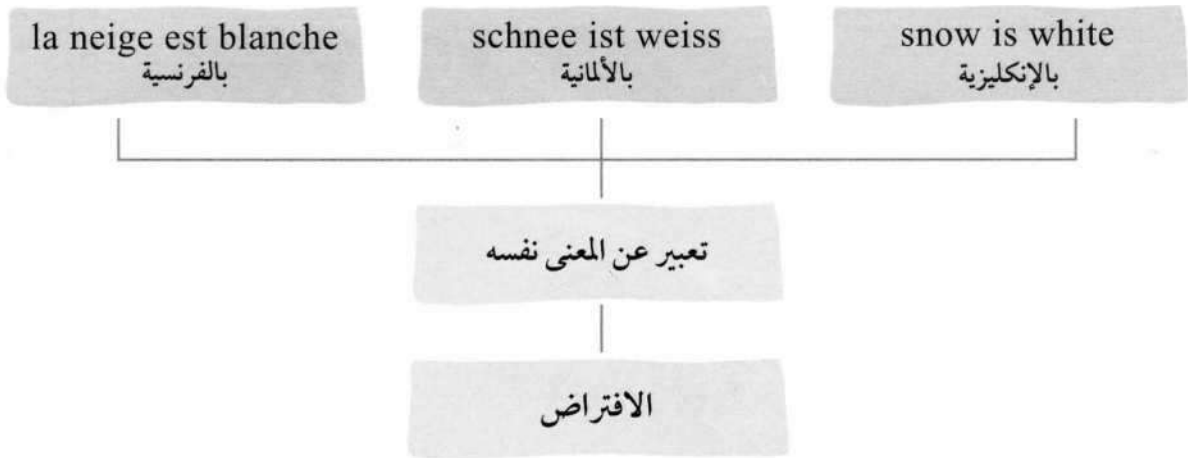 la neige est blanche
بالفرنسية
schnee ist weiss
بالألمانية
snow is white
بالإنكليزية
تعبير عن المعنى نفسه
الافتراض